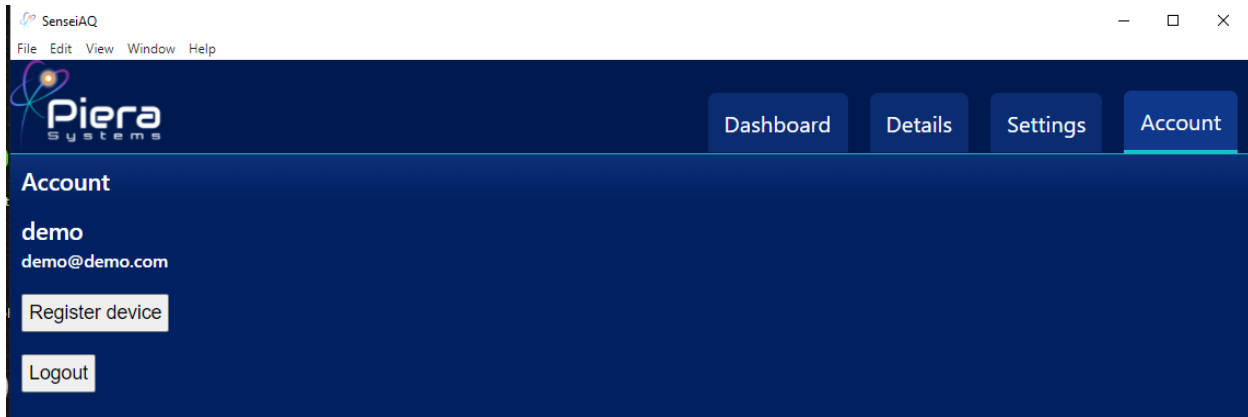 SenseiAQ
File Edit View Window Help
Piera
Systems
Dashboard Details Settings Account
Account
demo
demo@demo.com
Register device
Logout